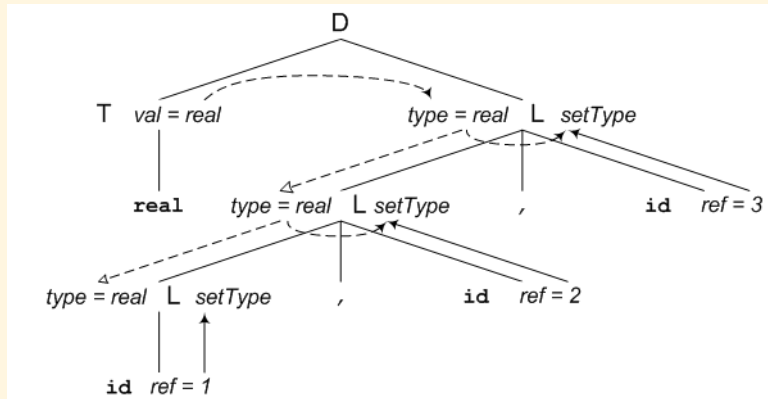 D
T val = real type = real L setType
real type = real L setType , id ref = 3
type = real L setType , id ref = 2
id ref = 1